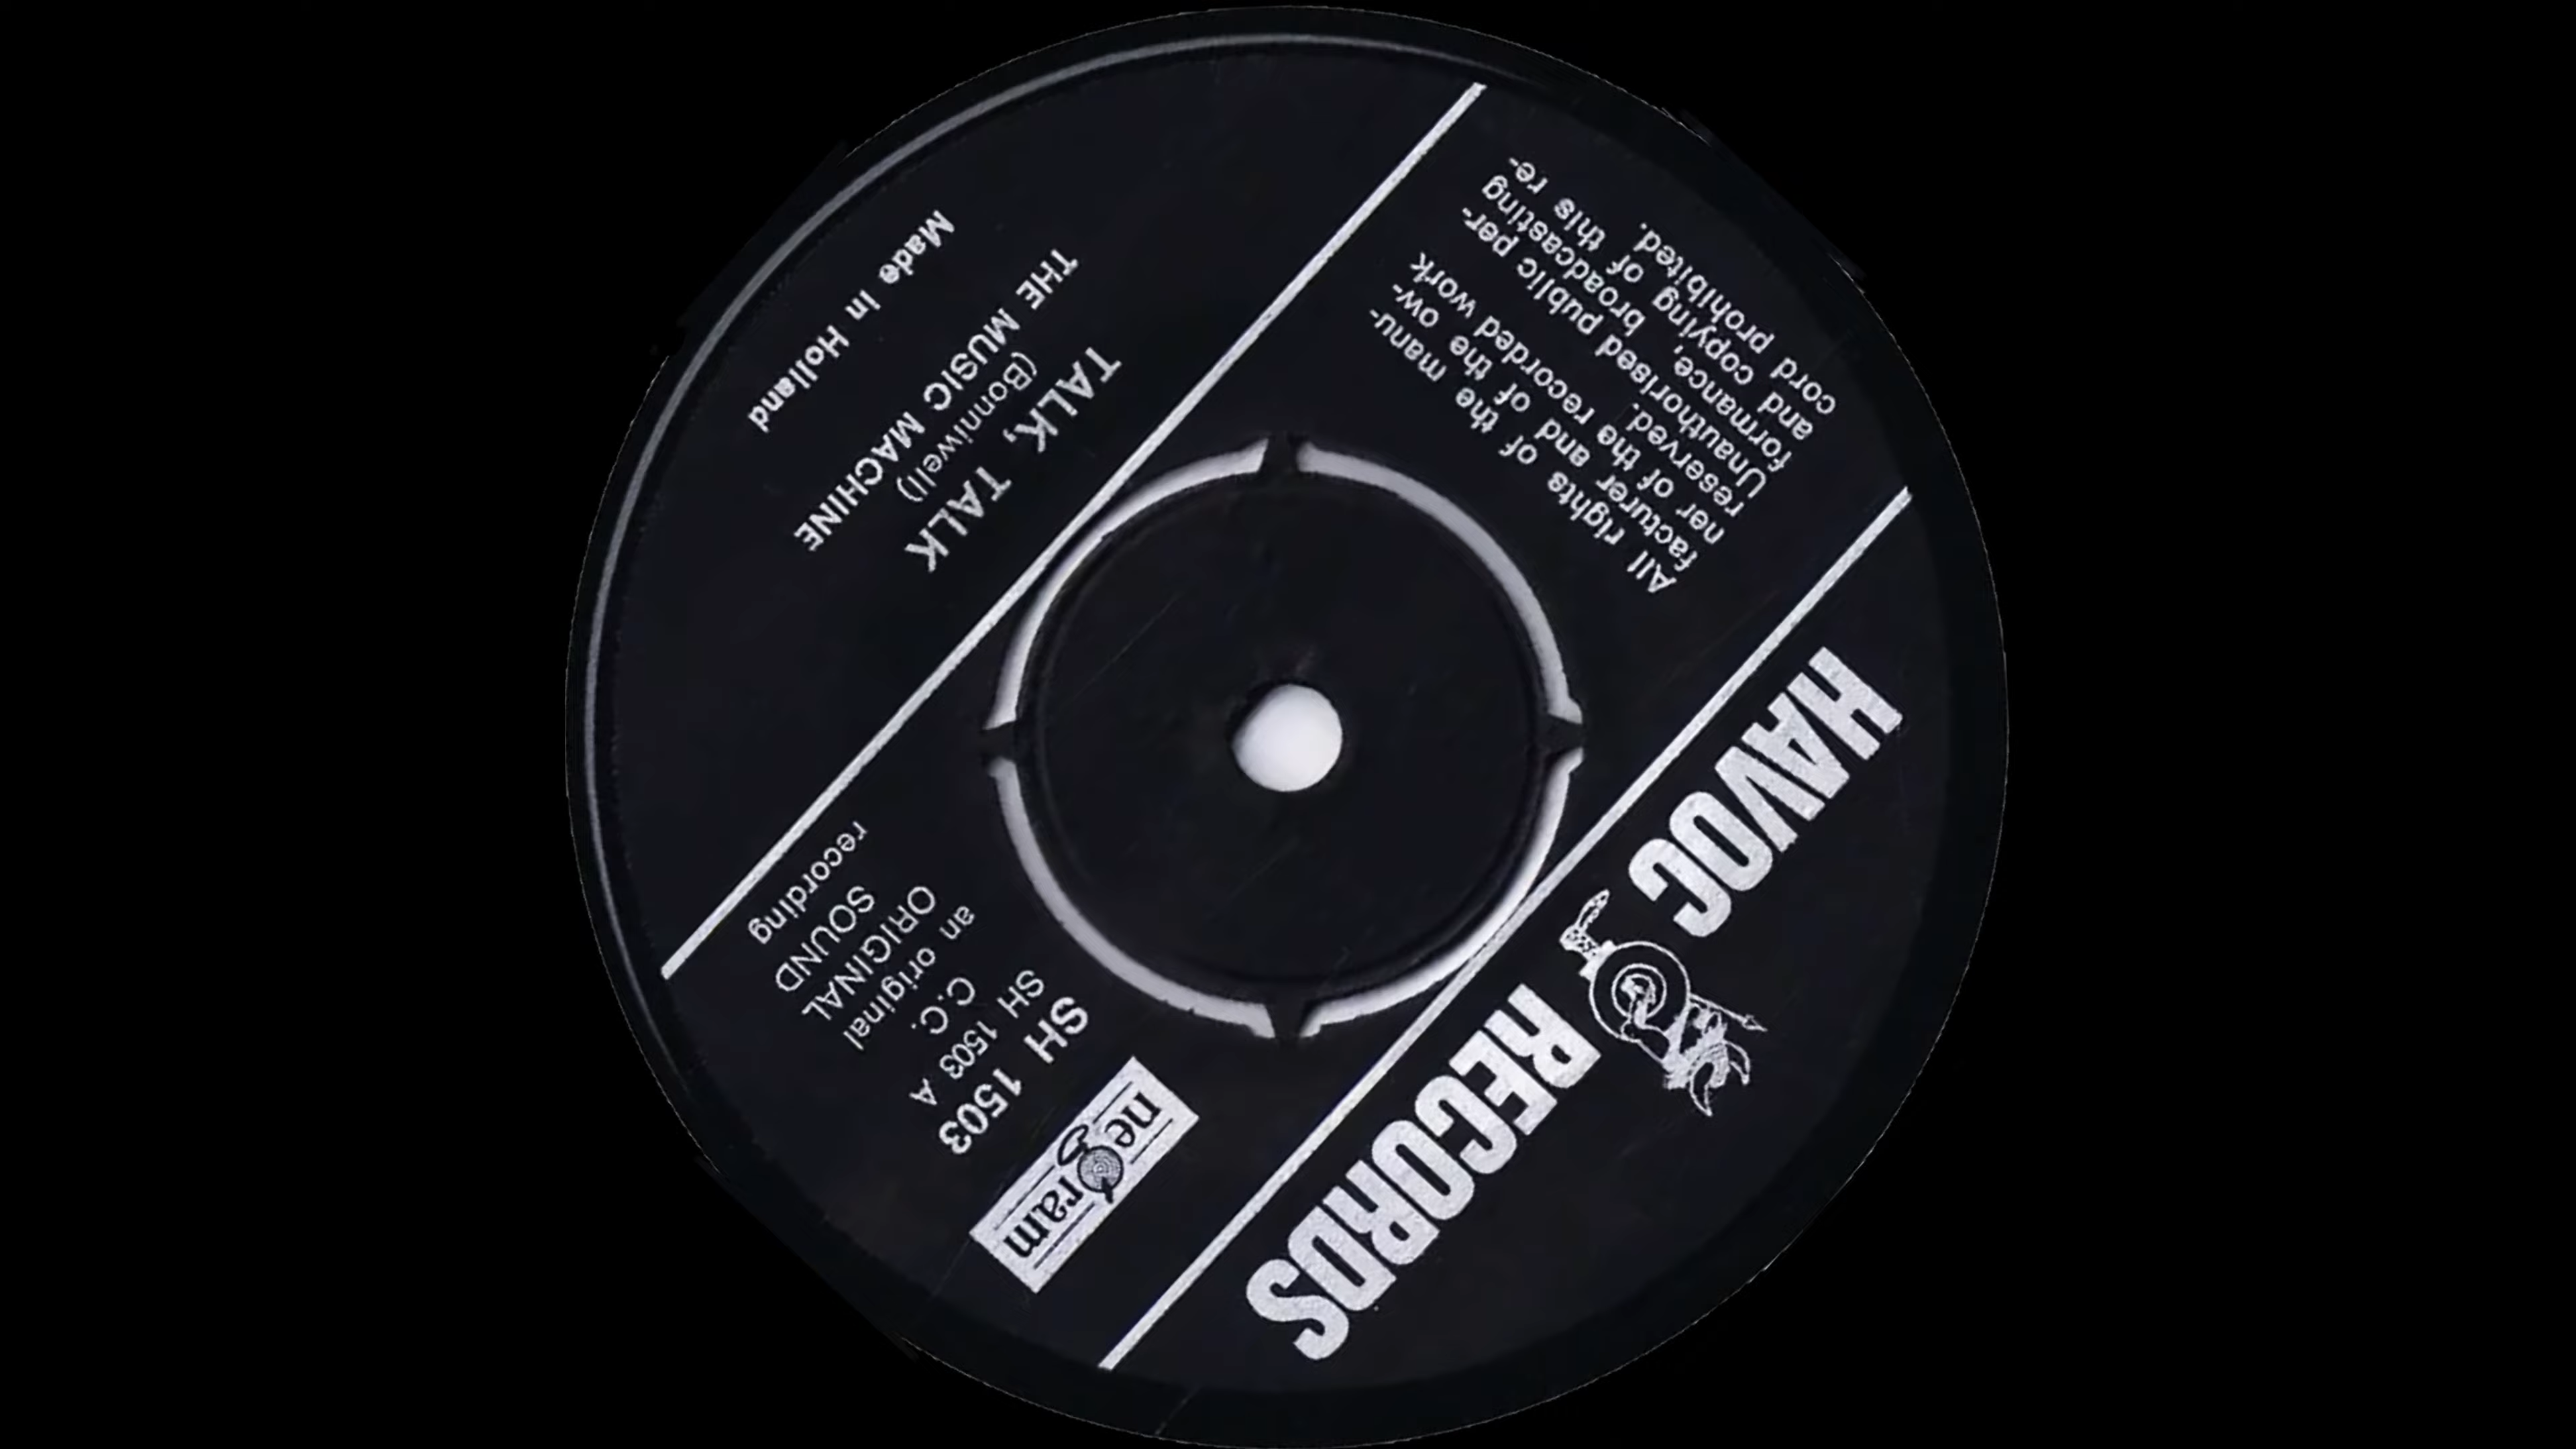 HAVOC RECORDS
All rights of the manu-
facturer and of the ow-
ner of the recorded work
reserved.
Unauthorised public per-
formance, broadcasting
and copying of this re-
cord prohibited.
negram
SH 1503
SH 1503 A
C.C.
an original
ORIGINAL
SOUND
recording
TALK, TALK
(Bonniwell)
THE MUSIC MACHINE
Made in Holland